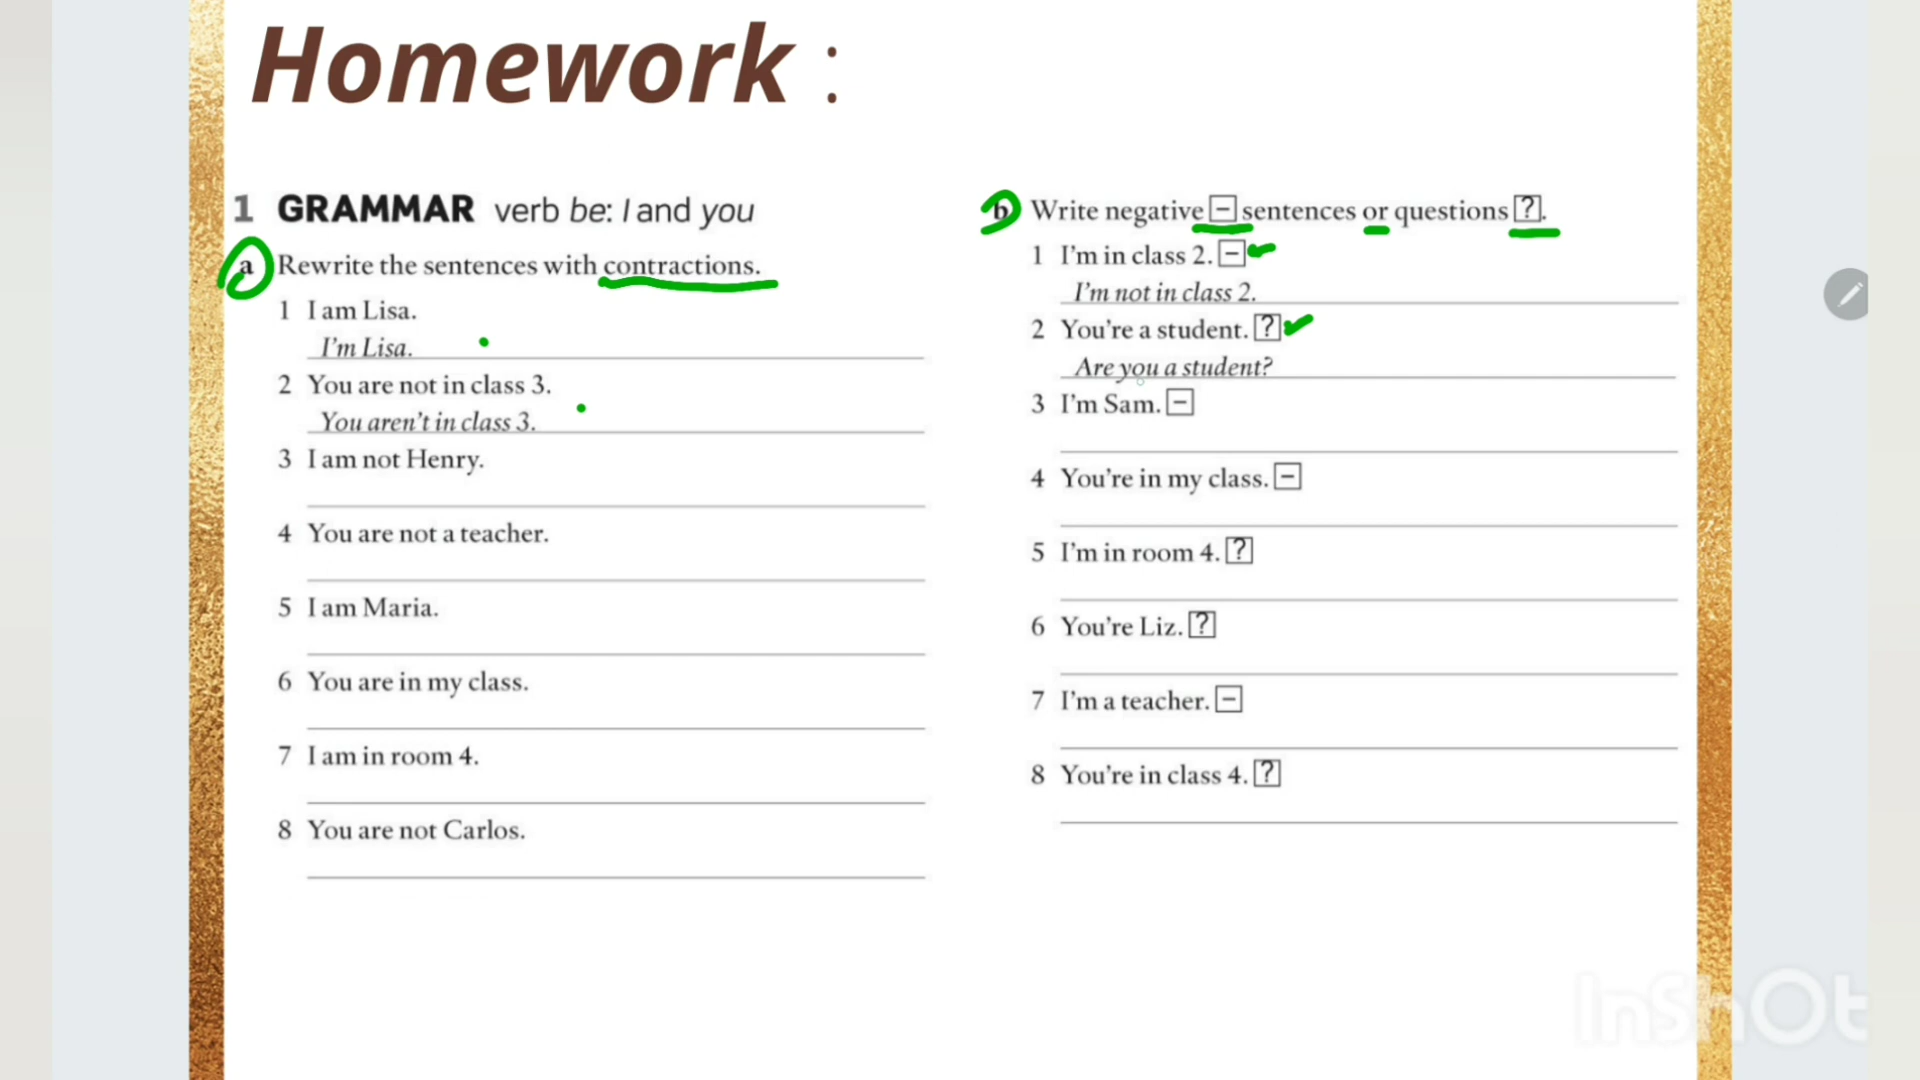 Homework :
1 GRAMMAR verb be: I and you
a Rewrite the sentences with contractions.
1 I am Lisa.
I'm Lisa.
2 You are not in class 3.
You aren't in class 3.
3 I am not Henry.
4 You are not a teacher.
5 I am Maria.
6 You are in my class.
7 I am in room 4.
8 You are not Carlos.
b Write negative − sentences or questions ?.
1 I'm in class 2. −
I'm not in class 2.
2 You're a student. ?
Are you a student?
3 I'm Sam. −
4 You're in my class. −
5 I'm in room 4. ?
6 You're Liz. ?
7 I'm a teacher. −
8 You're in class 4. ?
InShOt